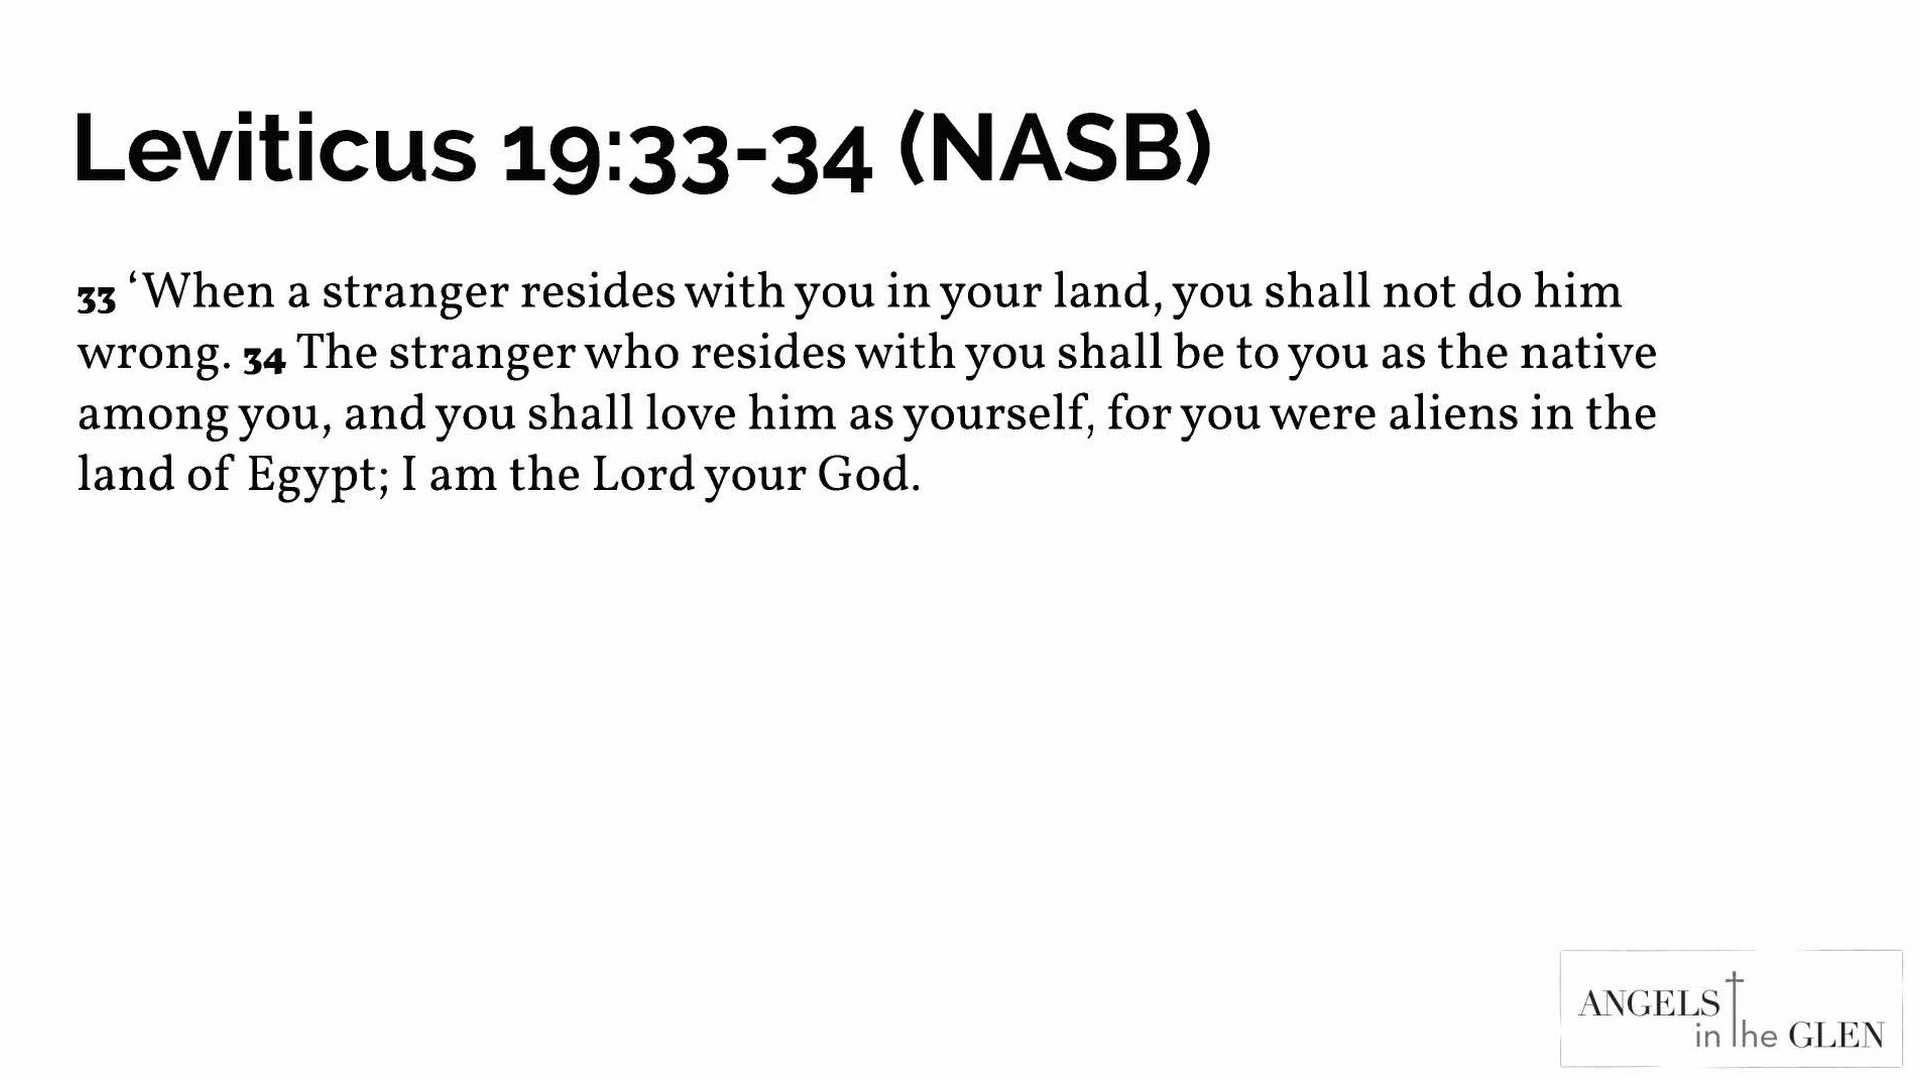 Leviticus 19:33-34 (NASB)
33 ‘When a stranger resides with you in your land, you shall not do him
wrong. 34 The stranger who resides with you shall be to you as the native
among you, and you shall love him as yourself, for you were aliens in the
land of Egypt; I am the Lord your God.
ANGELS
in the GLEN